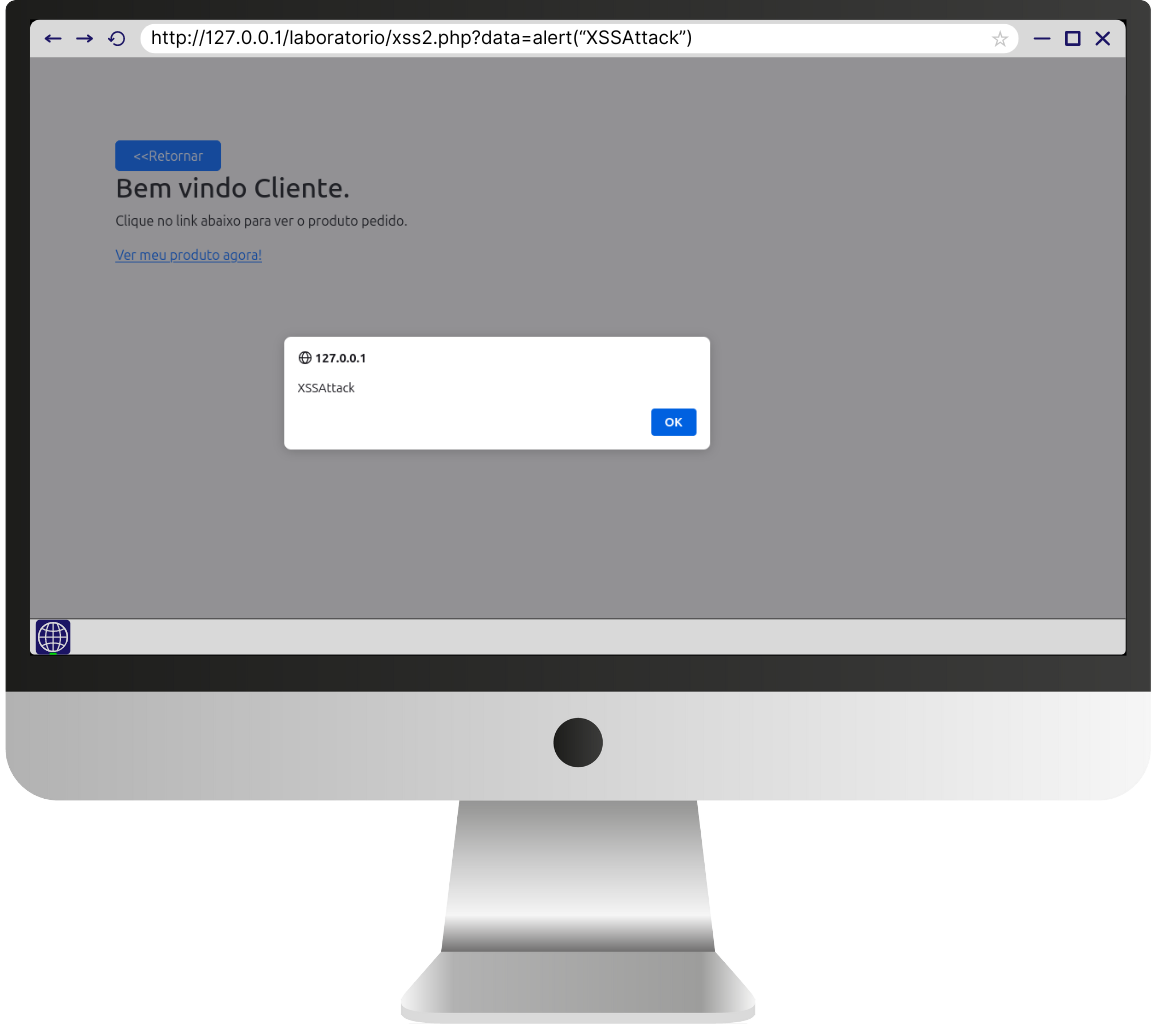 http://127.0.0.1/laboratorio/xss2.php?data=alert(“XSSAttack”)
<<Retornar
Bem vindo Cliente.
Clique no link abaixo para ver o produto pedido.
Ver meu produto agora!
127.0.0.1
XSSAttack
OK